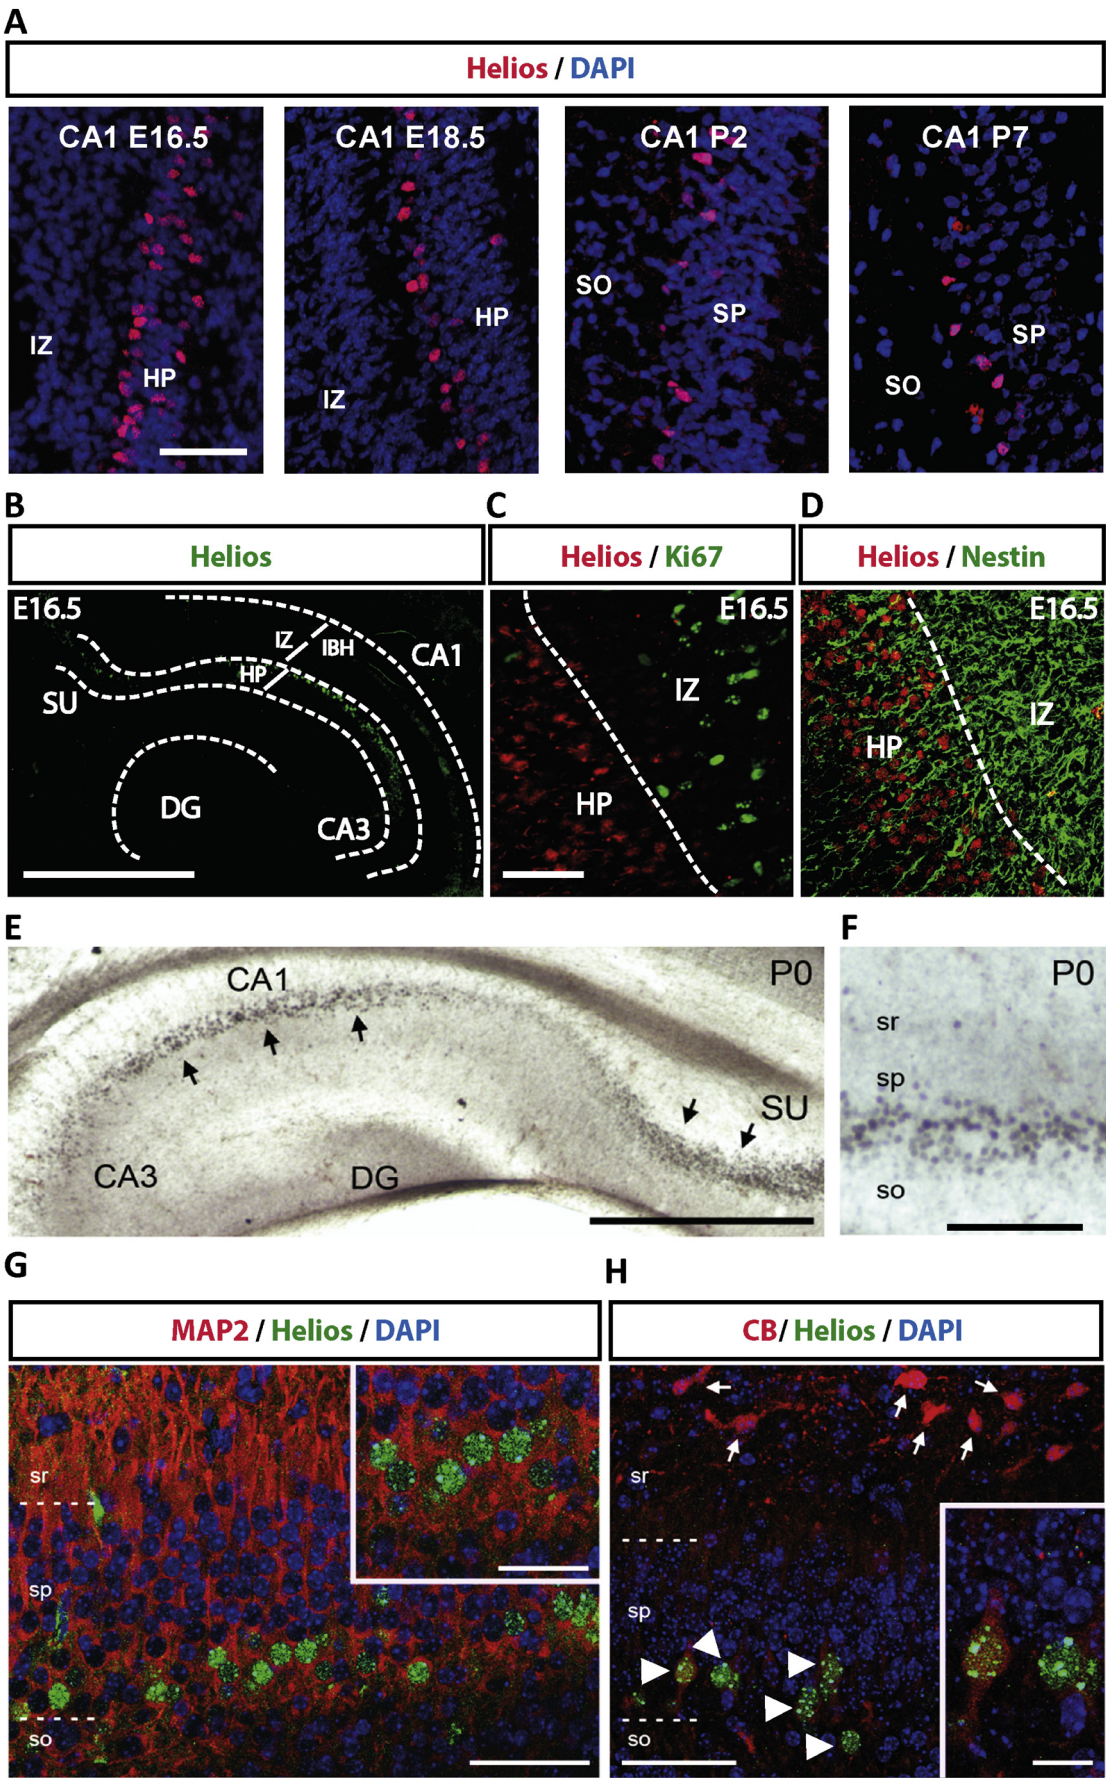 A
Helios / DAPI
CA1 E16.5
IZ
HP
CA1 E18.5
HP
IZ
CA1 P2
SO
SP
CA1 P7
SP
SO
B
Helios
E16.5
IZ
IBH
CA1
HP
SU
DG
CA3
C
Helios / Ki67
E16.5
IZ
HP
D
Helios / Nestin
E16.5
IZ
HP
E
CA1
P0
SU
CA3
DG
F
P0
sr
sp
so
G
MAP2 / Helios / DAPI
sr
sp
so
H
CB/ Helios / DAPI
sr
sp
so